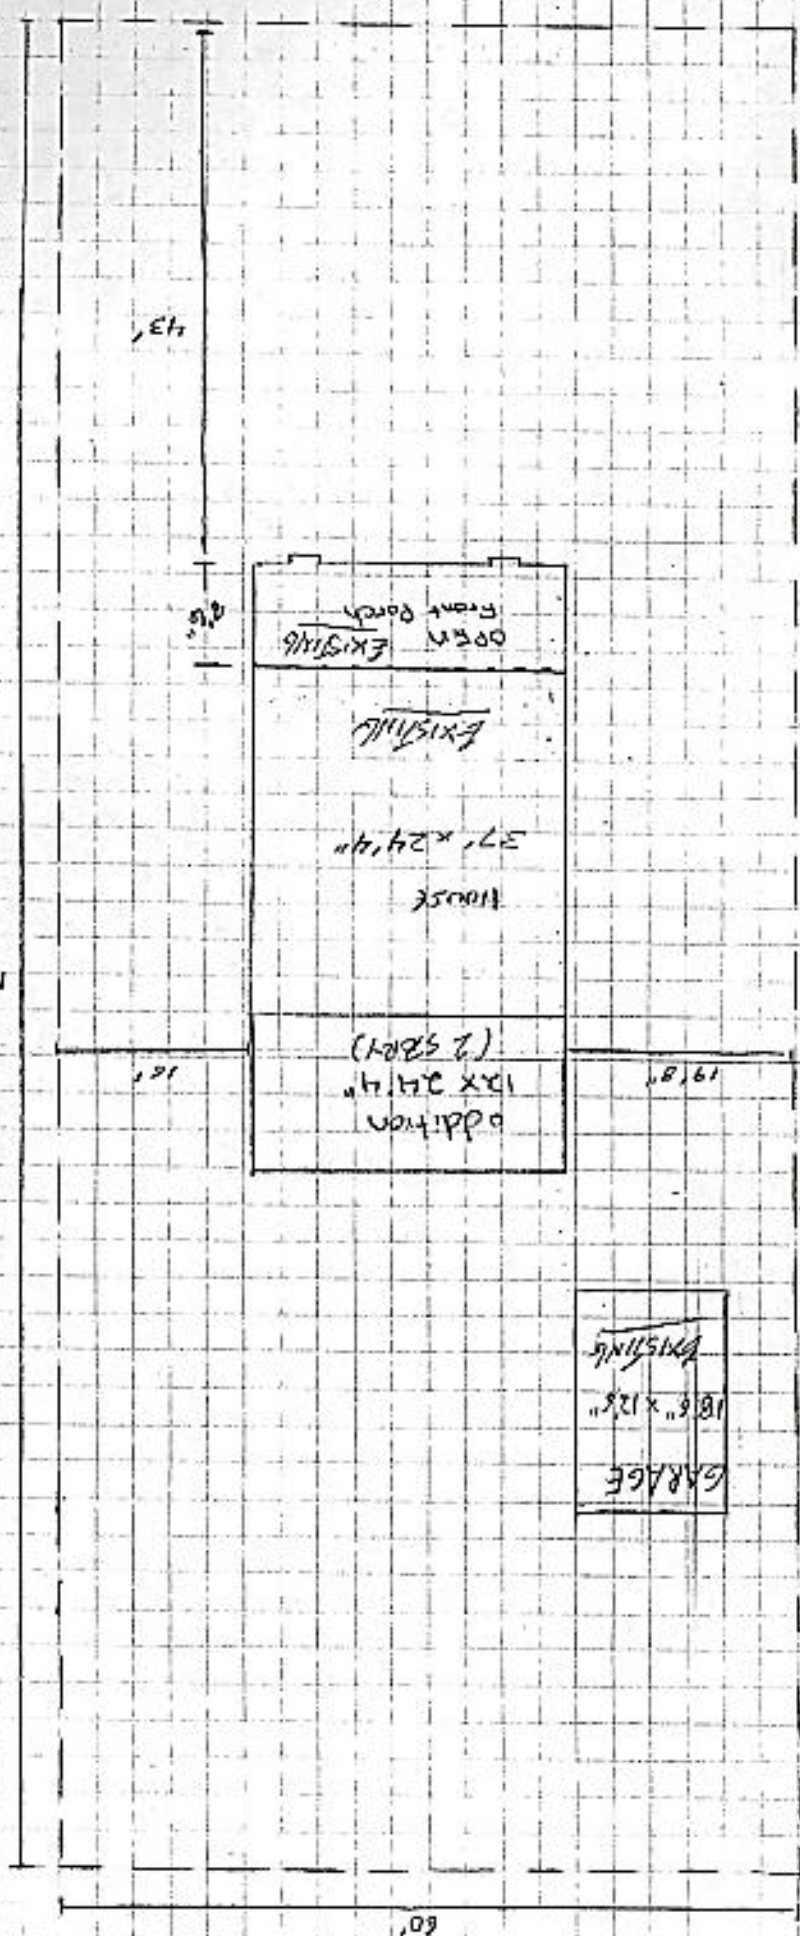 60'
GARAGE
18'6" x 12'6"
EXISTING
addition
12 X 24'4"
(2 STORY)
19'8"
16'
HOUSE
37' x 24'4"
EXISTING
OPEN EXISTING
Front Porch
8'6"
43'